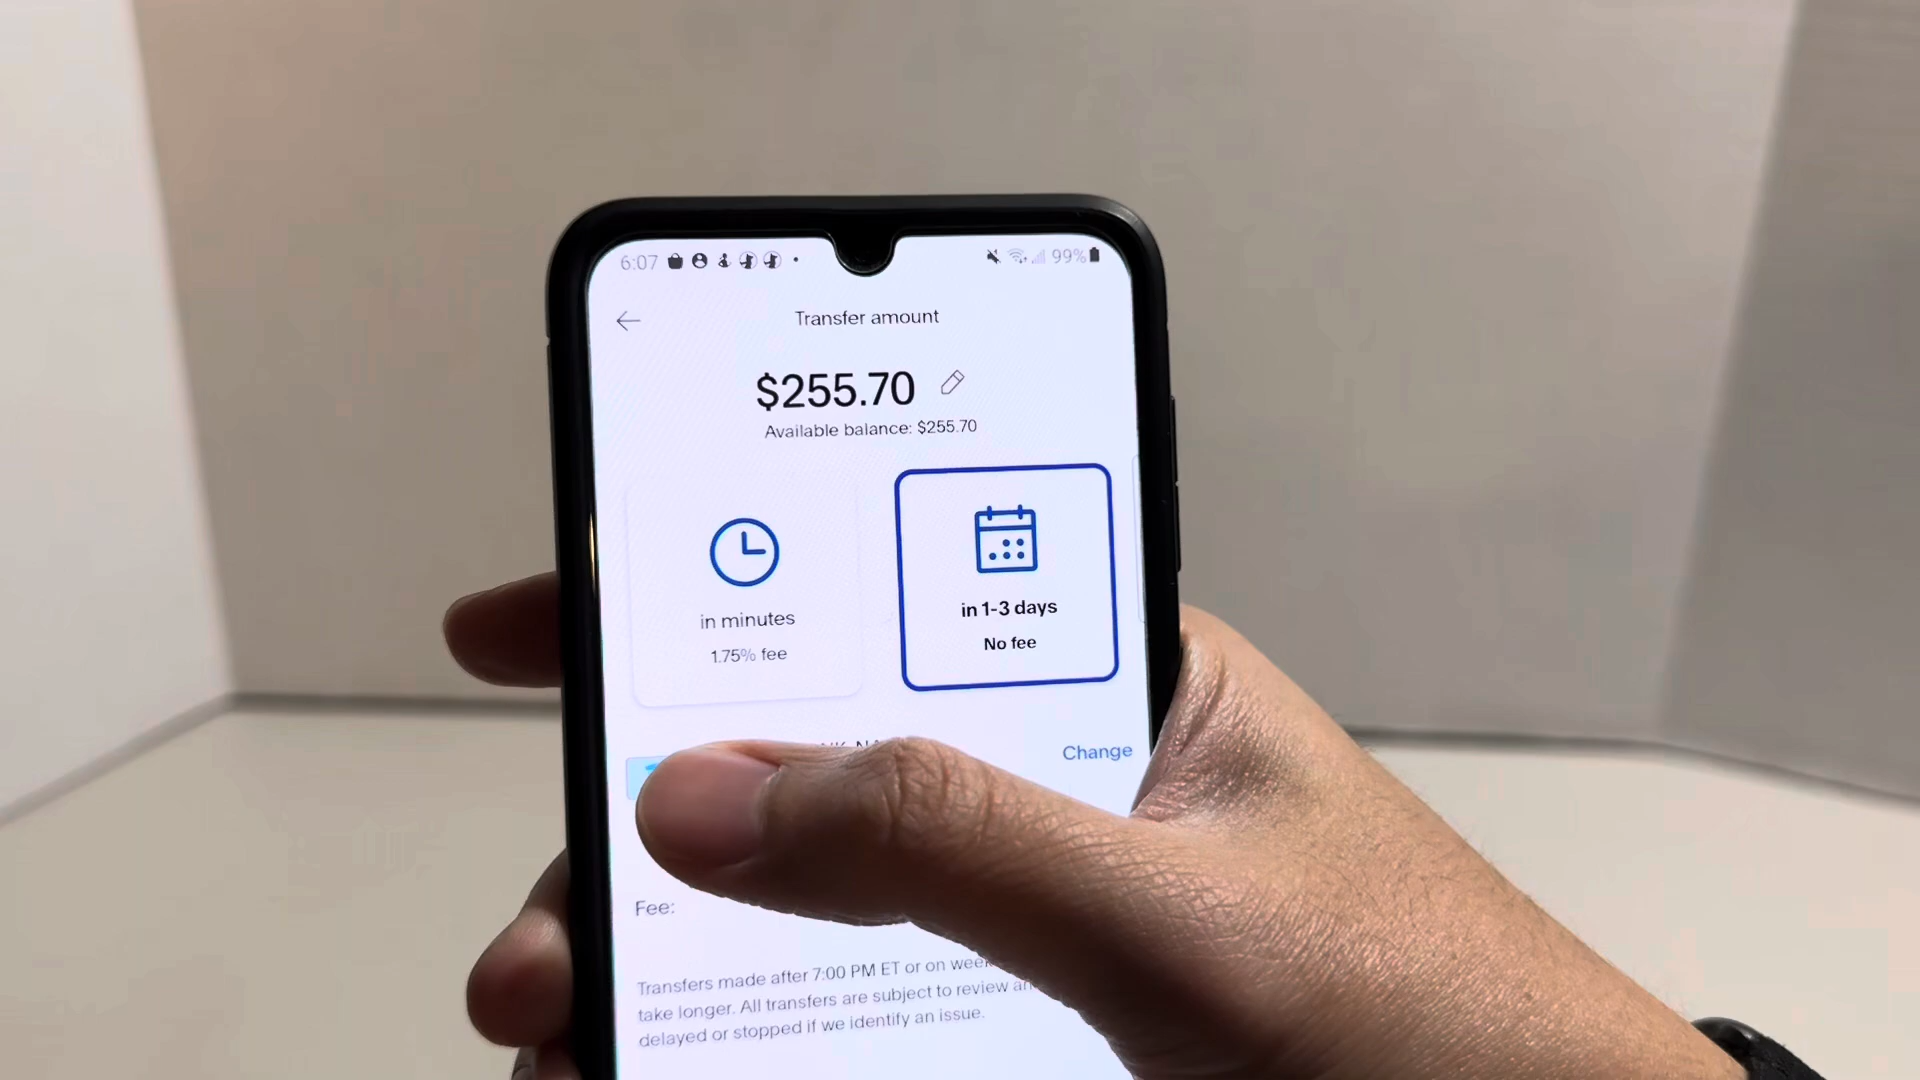 6:07 99%
Transfer amount
$255.70
Available balance: $255.70
in minutes
1.75% fee
in 1-3 days
No fee
Change
Fee:
Transfers made after 7:00 PM ET or on
take longer. All transfers are subject to review
delayed or stopped if we identify an issue.